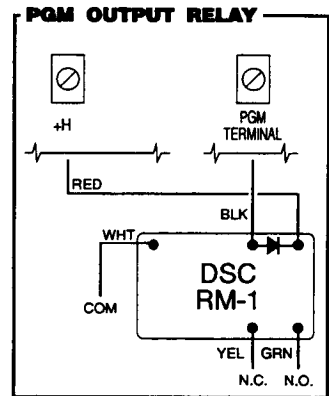 PGM OUTPUT RELAY
+H
PGM
TERMINAL
RED
BLK
WHT
DSC
RM-1
COM
YEL GRN
N.C. N.O.